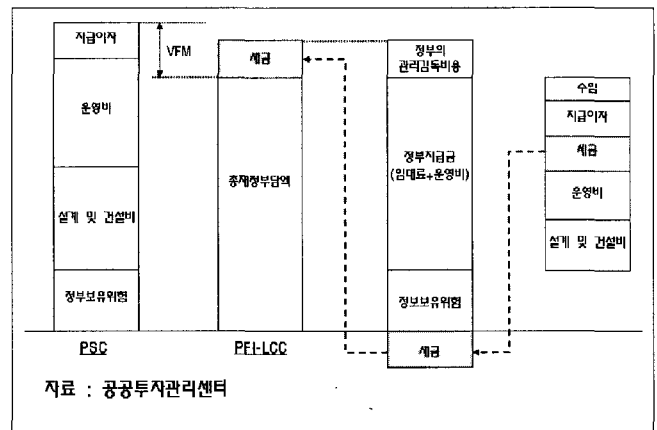 지급이자
운영비
설계 및 건설비
정부보유위험
PSC
VFM
세금
총재정부담액
PFI-LCC
정부의
관리감독비용
정부지급금
(임대료+운영비)
정보보유위험
세금
수익
지급이자
세금
운영비
설계 및 건설비
자료 : 공공투자관리센터